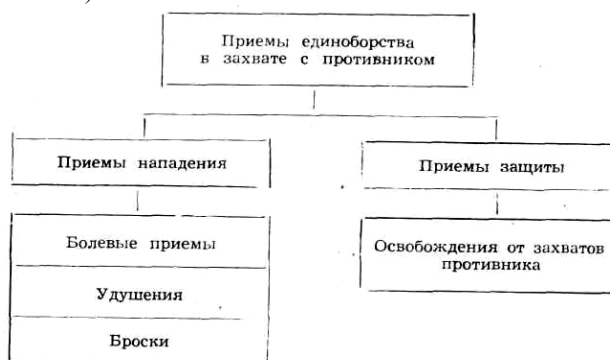 Приемы единоборства
в захвате с противником
Приемы нападения
Приемы защиты
Болевые приемы
Освобождения от захватов
противника
Удушения
Броски